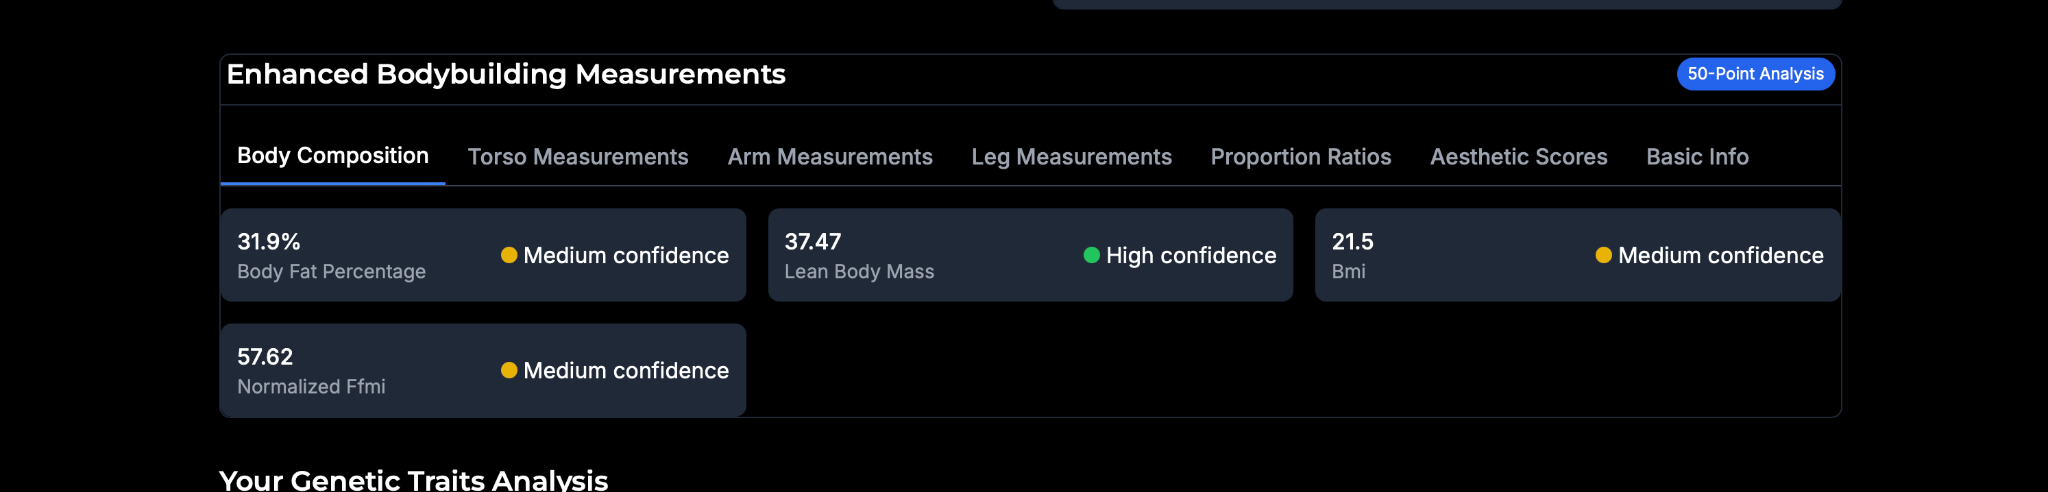 Enhanced Bodybuilding Measurements
50-Point Analysis
Body Composition
Torso Measurements
Arm Measurements
Leg Measurements
Proportion Ratios
Aesthetic Scores
Basic Info
31.9%
Body Fat Percentage
Medium confidence
37.47
Lean Body Mass
High confidence
21.5
Bmi
Medium confidence
57.62
Normalized Ffmi
Medium confidence
Your Genetic Traits Analysis